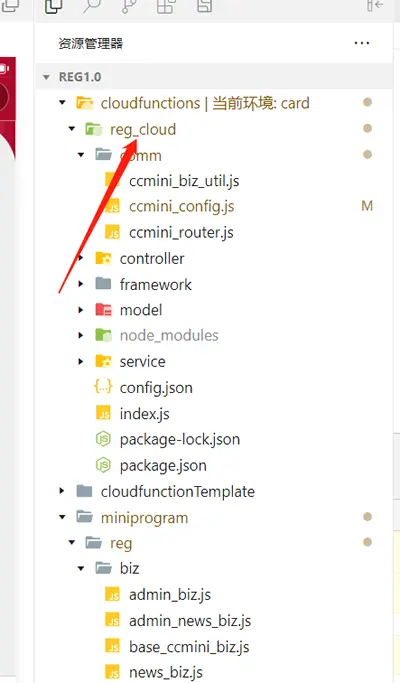 资源管理器
REG1.0
cloudfunctions | 当前环境: card
reg_cloud
comm
ccmini_biz_util.js
ccmini_config.js M
ccmini_router.js
controller
framework
model
node_modules
service
config.json
index.js
package-lock.json
package.json
cloudfunctionTemplate
miniprogram
reg
biz
admin_biz.js
admin_news_biz.js
base_ccmini_biz.js
news_biz.js